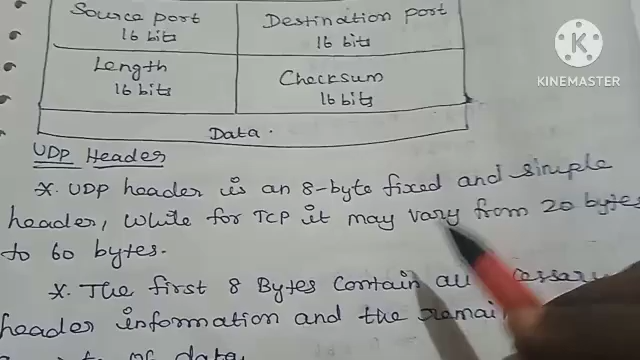 Source port
16 bits
Destination port
16 bits
Length
16 bits
Checksum
16 bits
Data.
K
KINEMASTER
UDP Header
*. UDP header is an 8-byte fixed and simple
header, while for TCP it may vary from 20 bytes
to 60 bytes.
*. The first 8 Bytes contain
header information and the
data